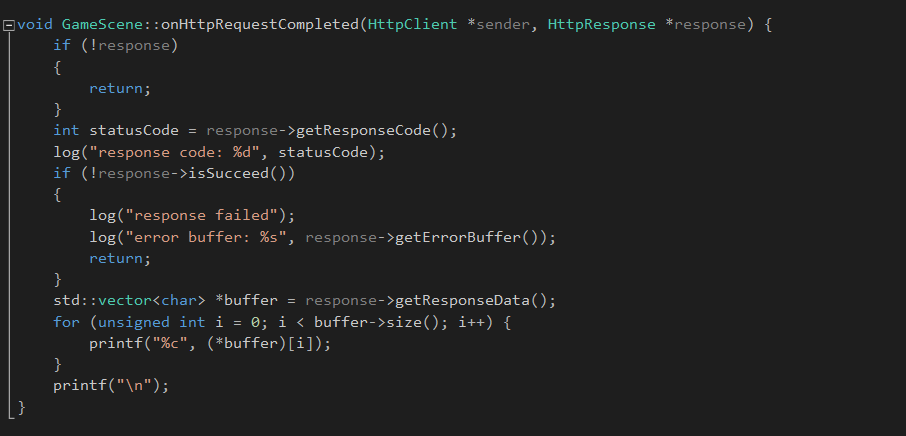 void GameScene::onHttpRequestCompleted(HttpClient *sender, HttpResponse *response) {
    if (!response)
    {
        return;
    }
    int statusCode = response->getResponseCode();
    log("response code: %d", statusCode);
    if (!response->isSucceed())
    {
        log("response failed");
        log("error buffer: %s", response->getErrorBuffer());
        return;
    }
    std::vector<char> *buffer = response->getResponseData();
    for (unsigned int i = 0; i < buffer->size(); i++) {
        printf("%c", (*buffer)[i]);
    }
    printf("\n");
}